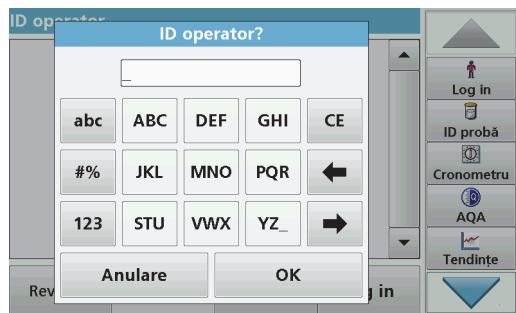 ID operator
ID operator?
_
abc ABC DEF GHI CE
#% JKL MNO PQR
123 STU VWX YZ_
Anulare OK
Rev g in
Log in
ID probă
Cronometru
AQA
Tendințe